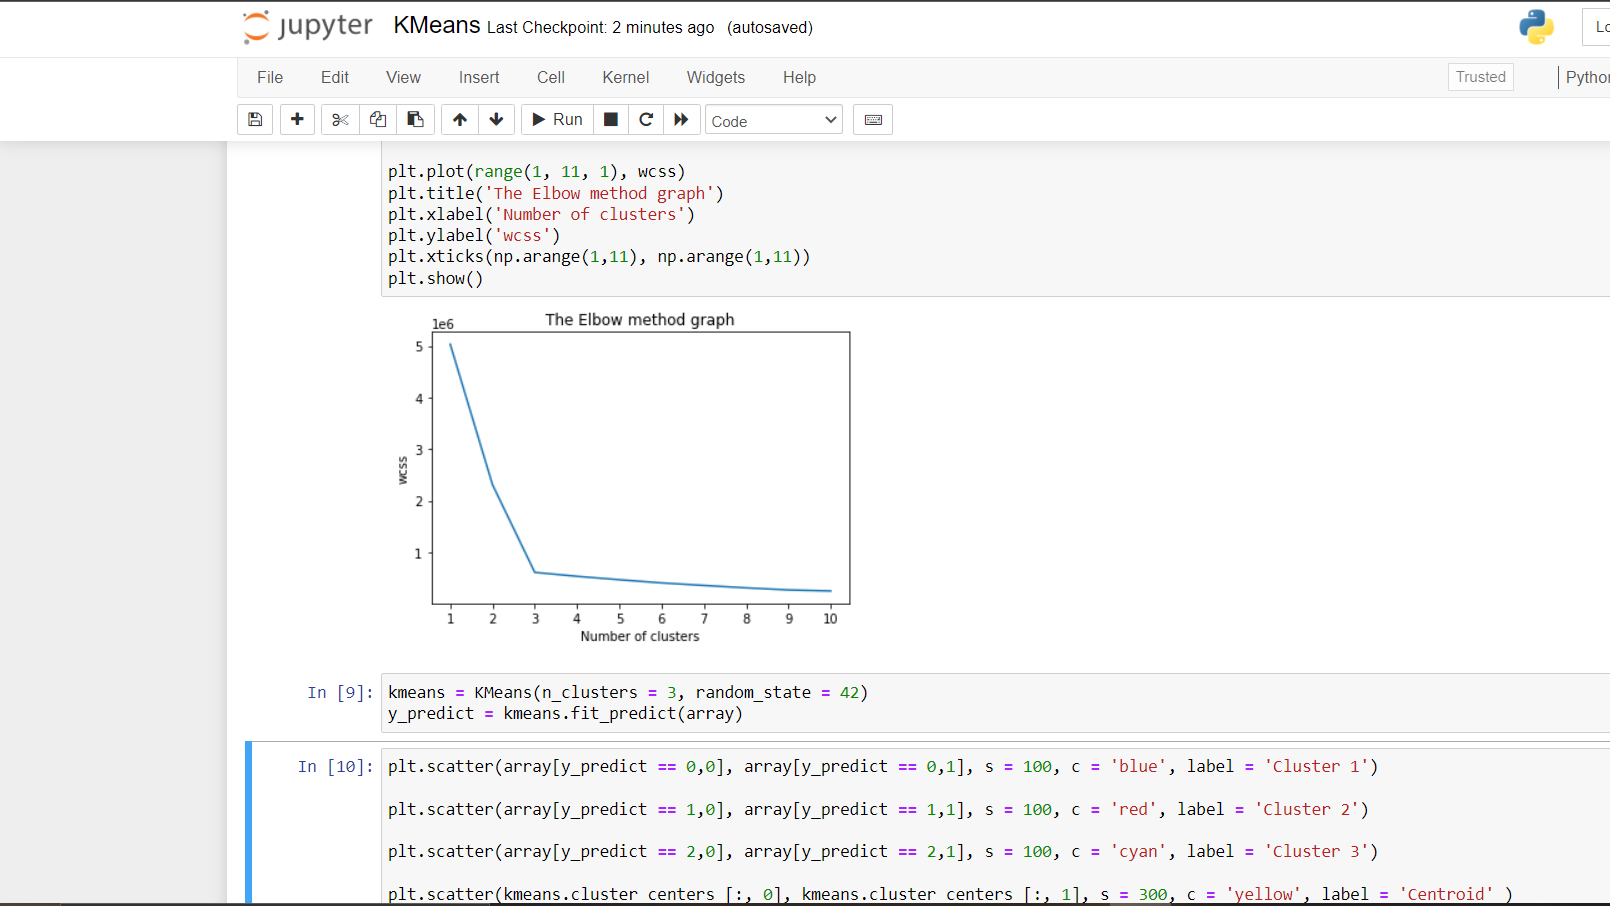 jupyter KMeans Last Checkpoint: 2 minutes ago (autosaved)
Lo
File Edit View Insert Cell Kernel Widgets Help
Trusted
Python
Run
Code
plt.plot(range(1, 11, 1), wcss)
plt.title('The Elbow method graph')
plt.xlabel('Number of clusters')
plt.ylabel('wcss')
plt.xticks(np.arange(1,11), np.arange(1,11))
plt.show()
The Elbow method graph
1e6
5
4
3
2
1
wcss
1 2 3 4 5 6 7 8 9 10
Number of clusters
In [9]: kmeans = KMeans(n_clusters = 3, random_state = 42)
y_predict = kmeans.fit_predict(array)
In [10]: plt.scatter(array[y_predict == 0,0], array[y_predict == 0,1], s = 100, c = 'blue', label = 'Cluster 1')
plt.scatter(array[y_predict == 1,0], array[y_predict == 1,1], s = 100, c = 'red', label = 'Cluster 2')
plt.scatter(array[y_predict == 2,0], array[y_predict == 2,1], s = 100, c = 'cyan', label = 'Cluster 3')
plt.scatter(kmeans.cluster_centers_[:, 0], kmeans.cluster_centers_[:, 1], s = 300, c = 'yellow', label = 'Centroid' )